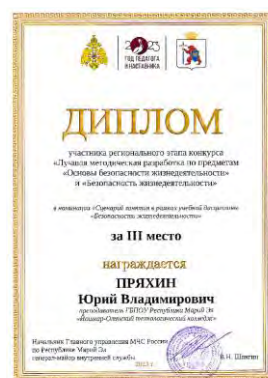 2023
ГОД ПЕДАГОГА
И НАСТАВНИКА
ДИПЛОМ
участника регионального этапа конкурса
«Лучшая методическая разработка по предметам
«Основы безопасности жизнедеятельности»
и «Безопасность жизнедеятельности»
в номинации «Сценарий занятия в рамках учебной дисциплины
«Безопасность жизнедеятельности»
за III место
награждается
ПРЯХИН
Юрий Владимирович
преподаватель ГБПОУ Республики Марий Эл
«Йошкар-Олинский технологический колледж»
Начальник Главного управления МЧС России
по Республике Марий Эл
генерал-майор внутренней службы
В.Н.
2023 г.